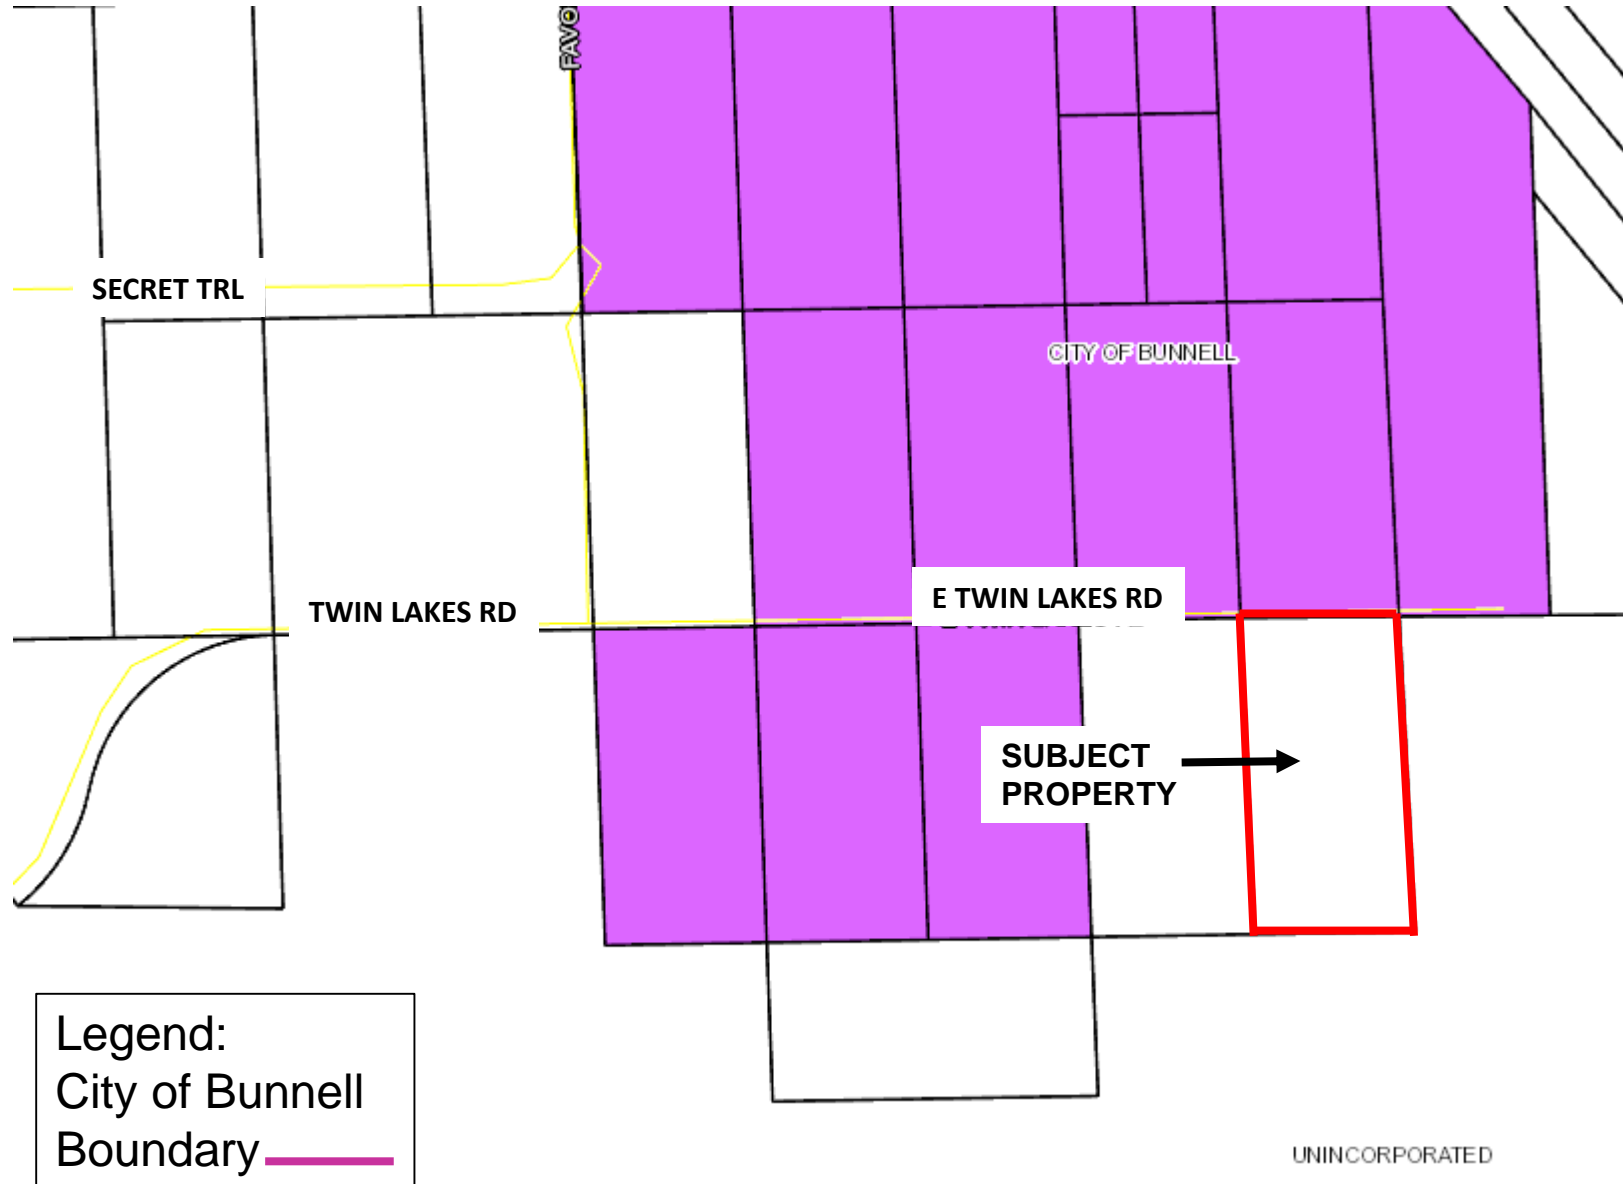 FAVO
SECRET TRL
CITY OF BUNNELL
E TWIN LAKES RD
TWIN LAKES RD
SUBJECT
PROPERTY
Legend:
City of Bunnell
Boundary
UNINCORPORATED